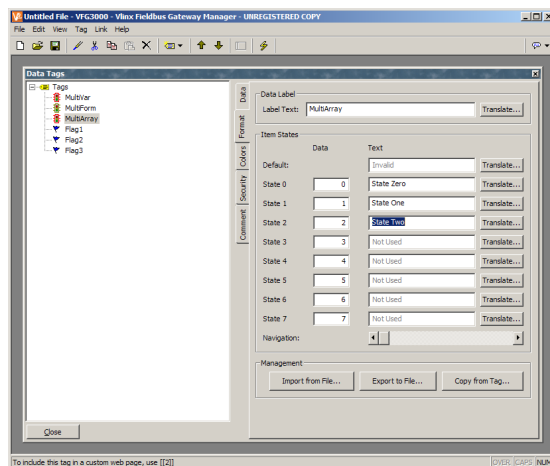 Untitled File - VFG3000 - Vlinx Fieldbus Gateway Manager - UNREGISTERED COPY
File Edit View Tag Link Help
Data Tags
Tags
MultiVar
MultiForm
MultiArray
Flag1
Flag2
Flag3
Data
Format
Colors
Security
Comment
Data Label
Label Text: MultiArray Translate...
Item States
Data Text
Default: Invalid Translate...
State 0 0 State Zero Translate...
State 1 1 State One Translate...
State 2 2 State Two Translate...
State 3 3 Not Used Translate...
State 4 4 Not Used Translate...
State 5 5 Not Used Translate...
State 6 6 Not Used Translate...
State 7 7 Not Used Translate...
Navigation:
Management
Import from File... Export to File... Copy from Tag...
Close
To include this tag in a custom web page, use [[2]] OVER CAPS NUM